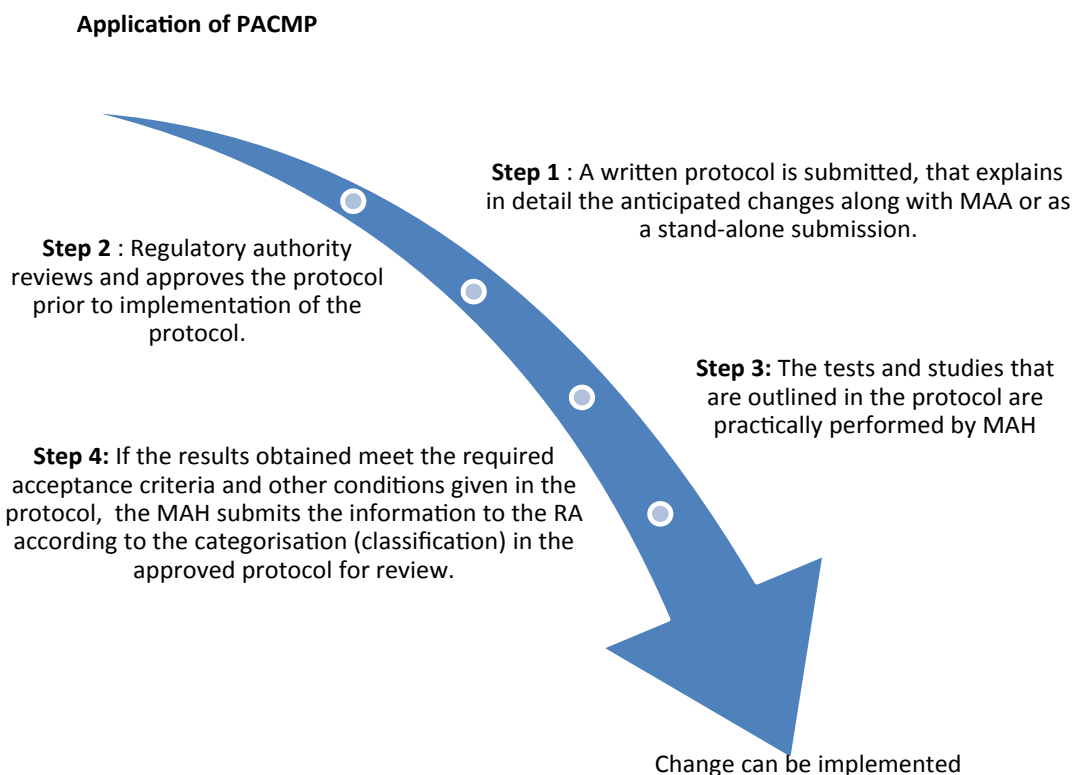 Application of PACMP
Step 1 : A written protocol is submitted, that explains
in detail the anticipated changes along with MAA or as
a stand-alone submission.
Step 2 : Regulatory authority
reviews and approves the protocol
prior to implementation of the
protocol.
Step 3: The tests and studies that
are outlined in the protocol are
practically performed by MAH
Step 4: If the results obtained meet the required
acceptance criteria and other conditions given in the
protocol, the MAH submits the information to the RA
according to the categorisation (classification) in the
approved protocol for review.
Change can be implemented